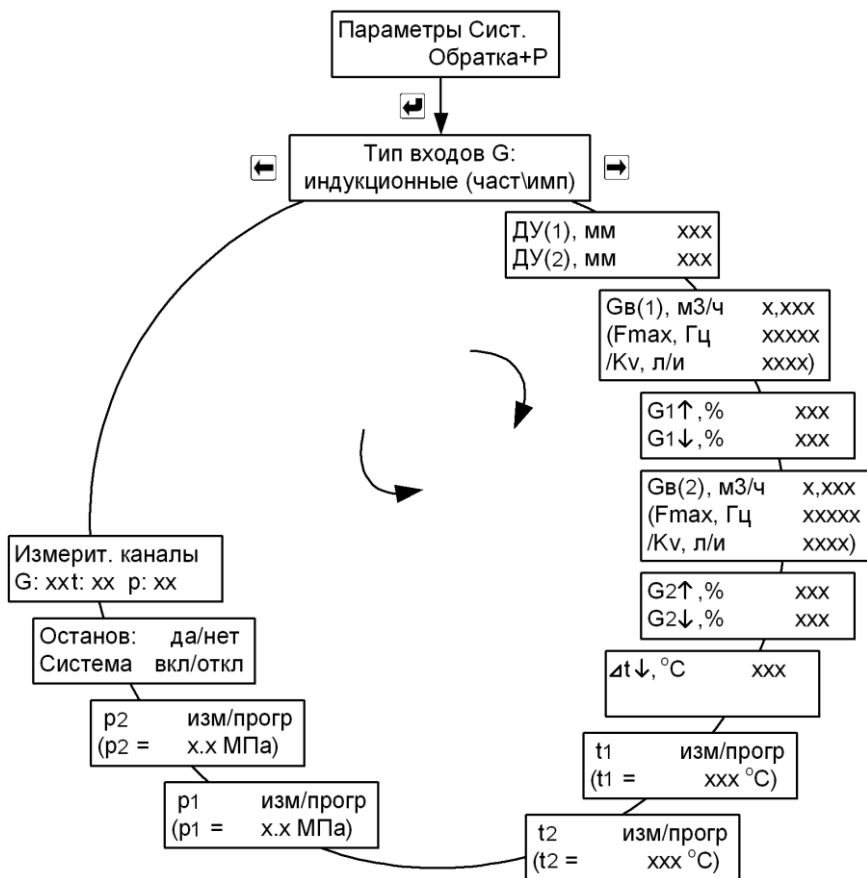 Параметры Сист.
Обратка+Р
Тип входов G:
индукционные (част\имп)
ДУ(1), мм xxx
ДУ(2), мм xxx
Gв(1), м3/ч x,xxx
(Fmax, Гц xxxxx
/Kv, л/и xxxx)
G1↑,% xxx
G1↓,% xxx
Gв(2), м3/ч x,xxx
(Fmax, Гц xxxxx
/Kv, л/и xxxx)
G2↑,% xxx
G2↓,% xxx
⊿t↓, °C xxx
t1 изм/прогр
(t1 = xxx °C)
t2 изм/прогр
(t2 = xxx °C)
p1 изм/прогр
(p1 = x.x МПа)
p2 изм/прогр
(p2 = x.x МПа)
Останов: да/нет
Система вкл/откл
Измерит. каналы
G: xxt: xx p: xx